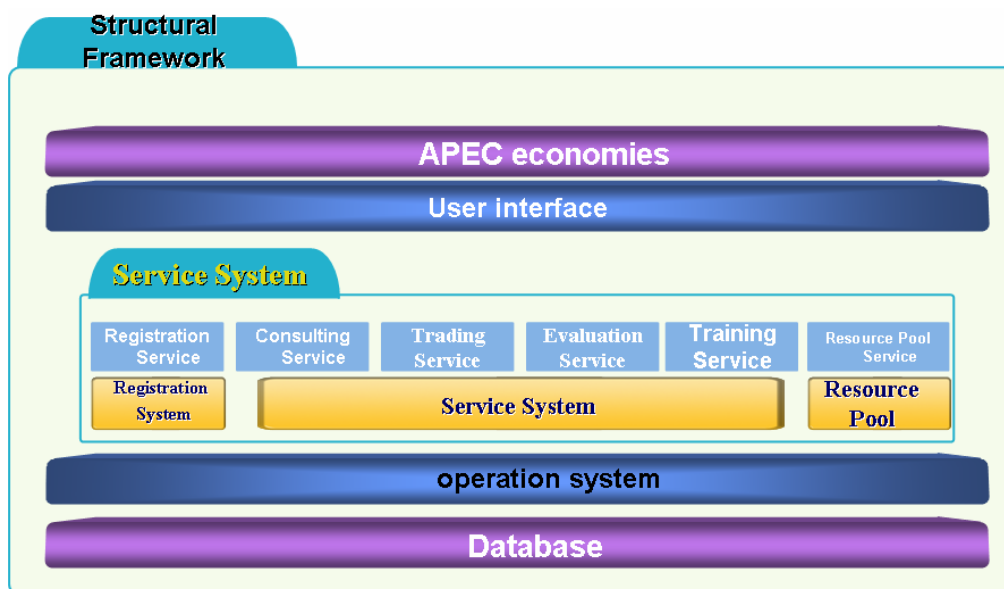 Structural
Framework
APEC economies
User interface
Service System
Registration
Service
Consulting
Service
Trading
Service
Evaluation
Service
Training
Service
Resource Pool
Service
Registration
System
Service System
Resource
Pool
operation system
Database